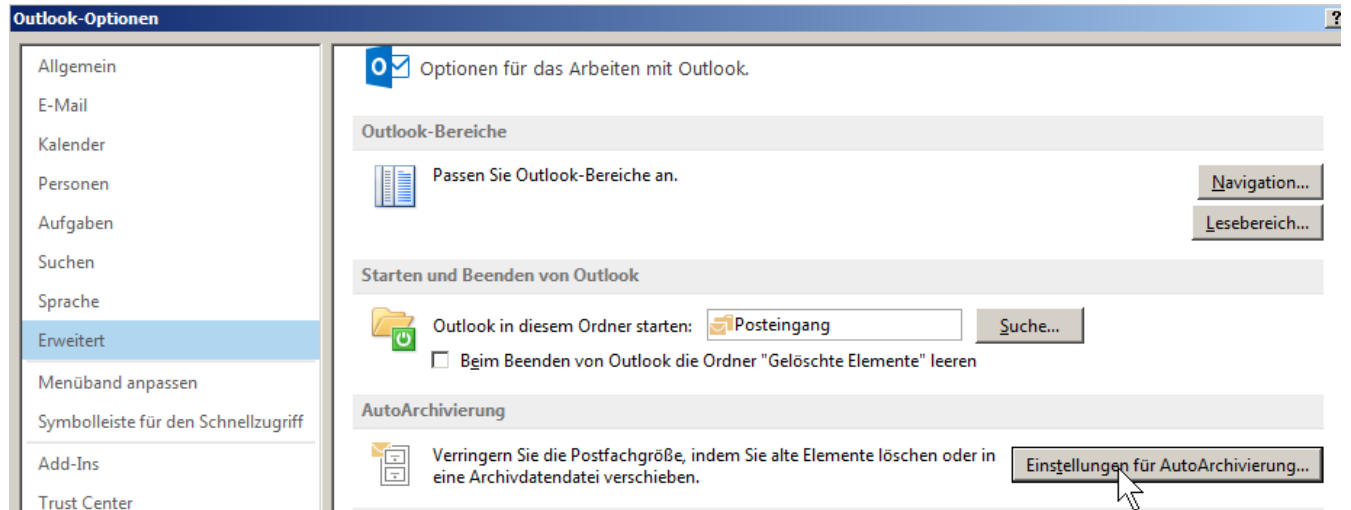 Outlook-Optionen
?
Allgemein
E-Mail
Kalender
Personen
Aufgaben
Suchen
Sprache
Erweitert
Menüband anpassen
Symbolleiste für den Schnellzugriff
Add-Ins
Trust Center
Optionen für das Arbeiten mit Outlook.
Outlook-Bereiche
Passen Sie Outlook-Bereiche an.
Navigation...
Lesebereich...
Starten und Beenden von Outlook
Outlook in diesem Ordner starten: Posteingang Suche...
Beim Beenden von Outlook die Ordner "Gelöschte Elemente" leeren
AutoArchivierung
Verringern Sie die Postfachgröße, indem Sie alte Elemente löschen oder in
eine Archivdatendatei verschieben.
Einstellungen für AutoArchivierung...